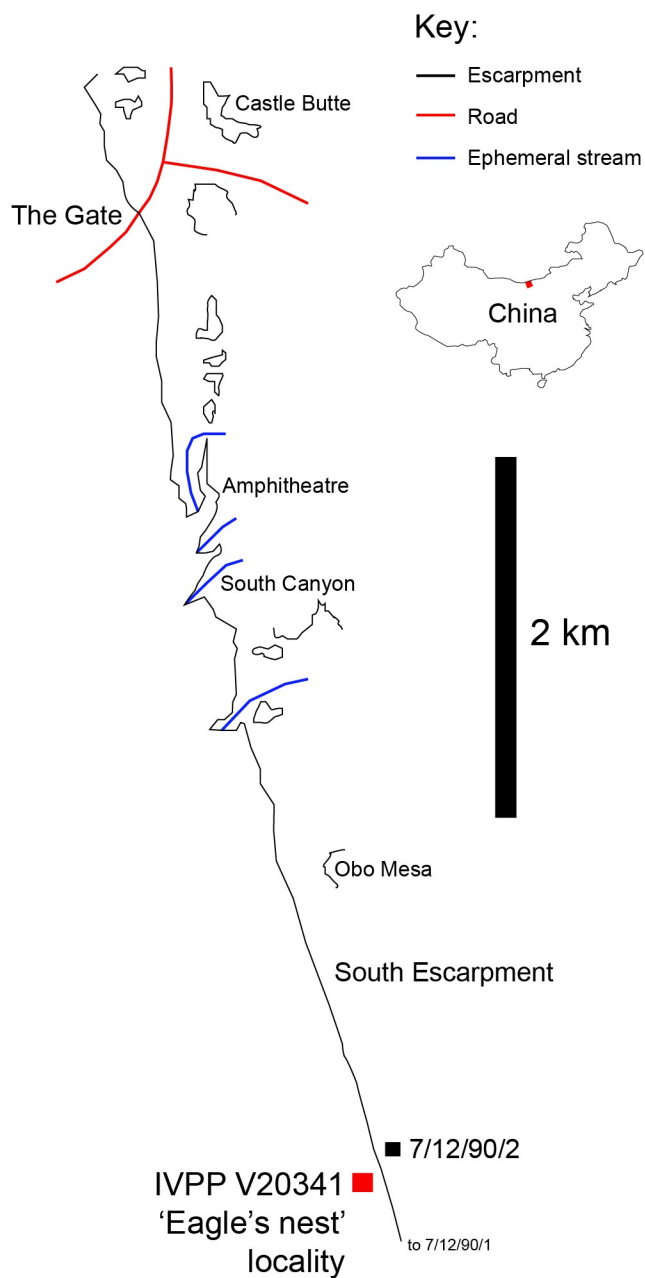 Key:
Escarpment
Road
Ephemeral stream
Castle Butte
The Gate
China
Amphitheatre
South Canyon
2 km
Obo Mesa
South Escarpment
7/12/90/2
IVPP V20341
‘Eagle’s nest’
locality
to 7/12/90/1